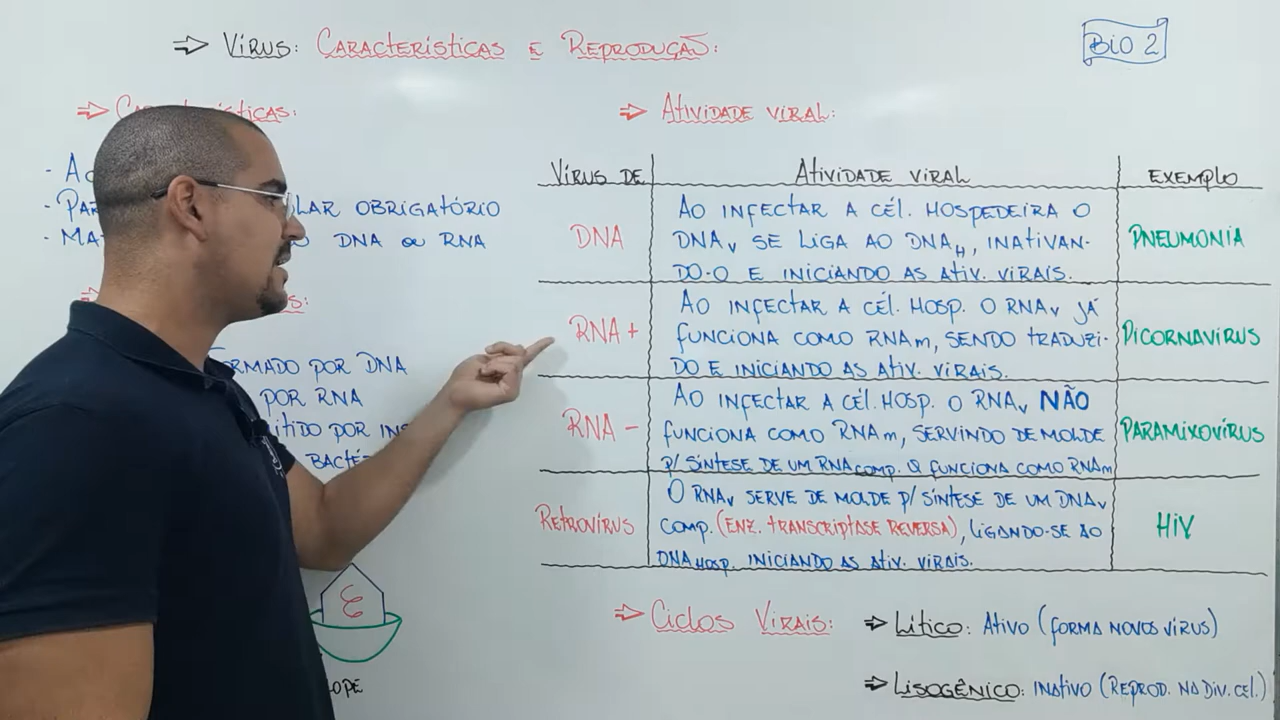 ⇒ Vírus: Características e Reprodução:
BIO 2
⇒ Atividade viral:
⇒ C ísticas:
- A
- Par LAR OBRIGATÓRIO
- Ma DNA ou RNA
s:
RMADO POR DNA
POR RNA
ITIDO POR INS
BACTÉ
OPE
Vírus de
Atividade viral
Exemplo
DNA
Ao infectar a cél. hospedeira o
DNAv se liga ao DNAH, inativan-
do-o e iniciando as ativ. virais.
Pneumonia
RNA +
Ao infectar a cél. hosp. o RNAv já
funciona como RNAm, sendo traduzi-
do e iniciando as ativ. virais.
Picornavírus
RNA -
Ao infectar a cél. hosp. o RNAv NÃO
funciona como RNAm, servindo de molde
p/ síntese de um RNAcomp. q funciona como RNAm
Paramixovírus
Retrovírus
O RNAv serve de molde p/ síntese de um DNAv
comp. (enz. transcriptase reversa), ligando-se ao
DNAhosp. iniciando as ativ. virais.
HIV
⇒ Ciclos Virais:
⇒ Lítico: Ativo (forma novos vírus)
⇒ Lisogênico: Inativo (reprod. na div. cel.)